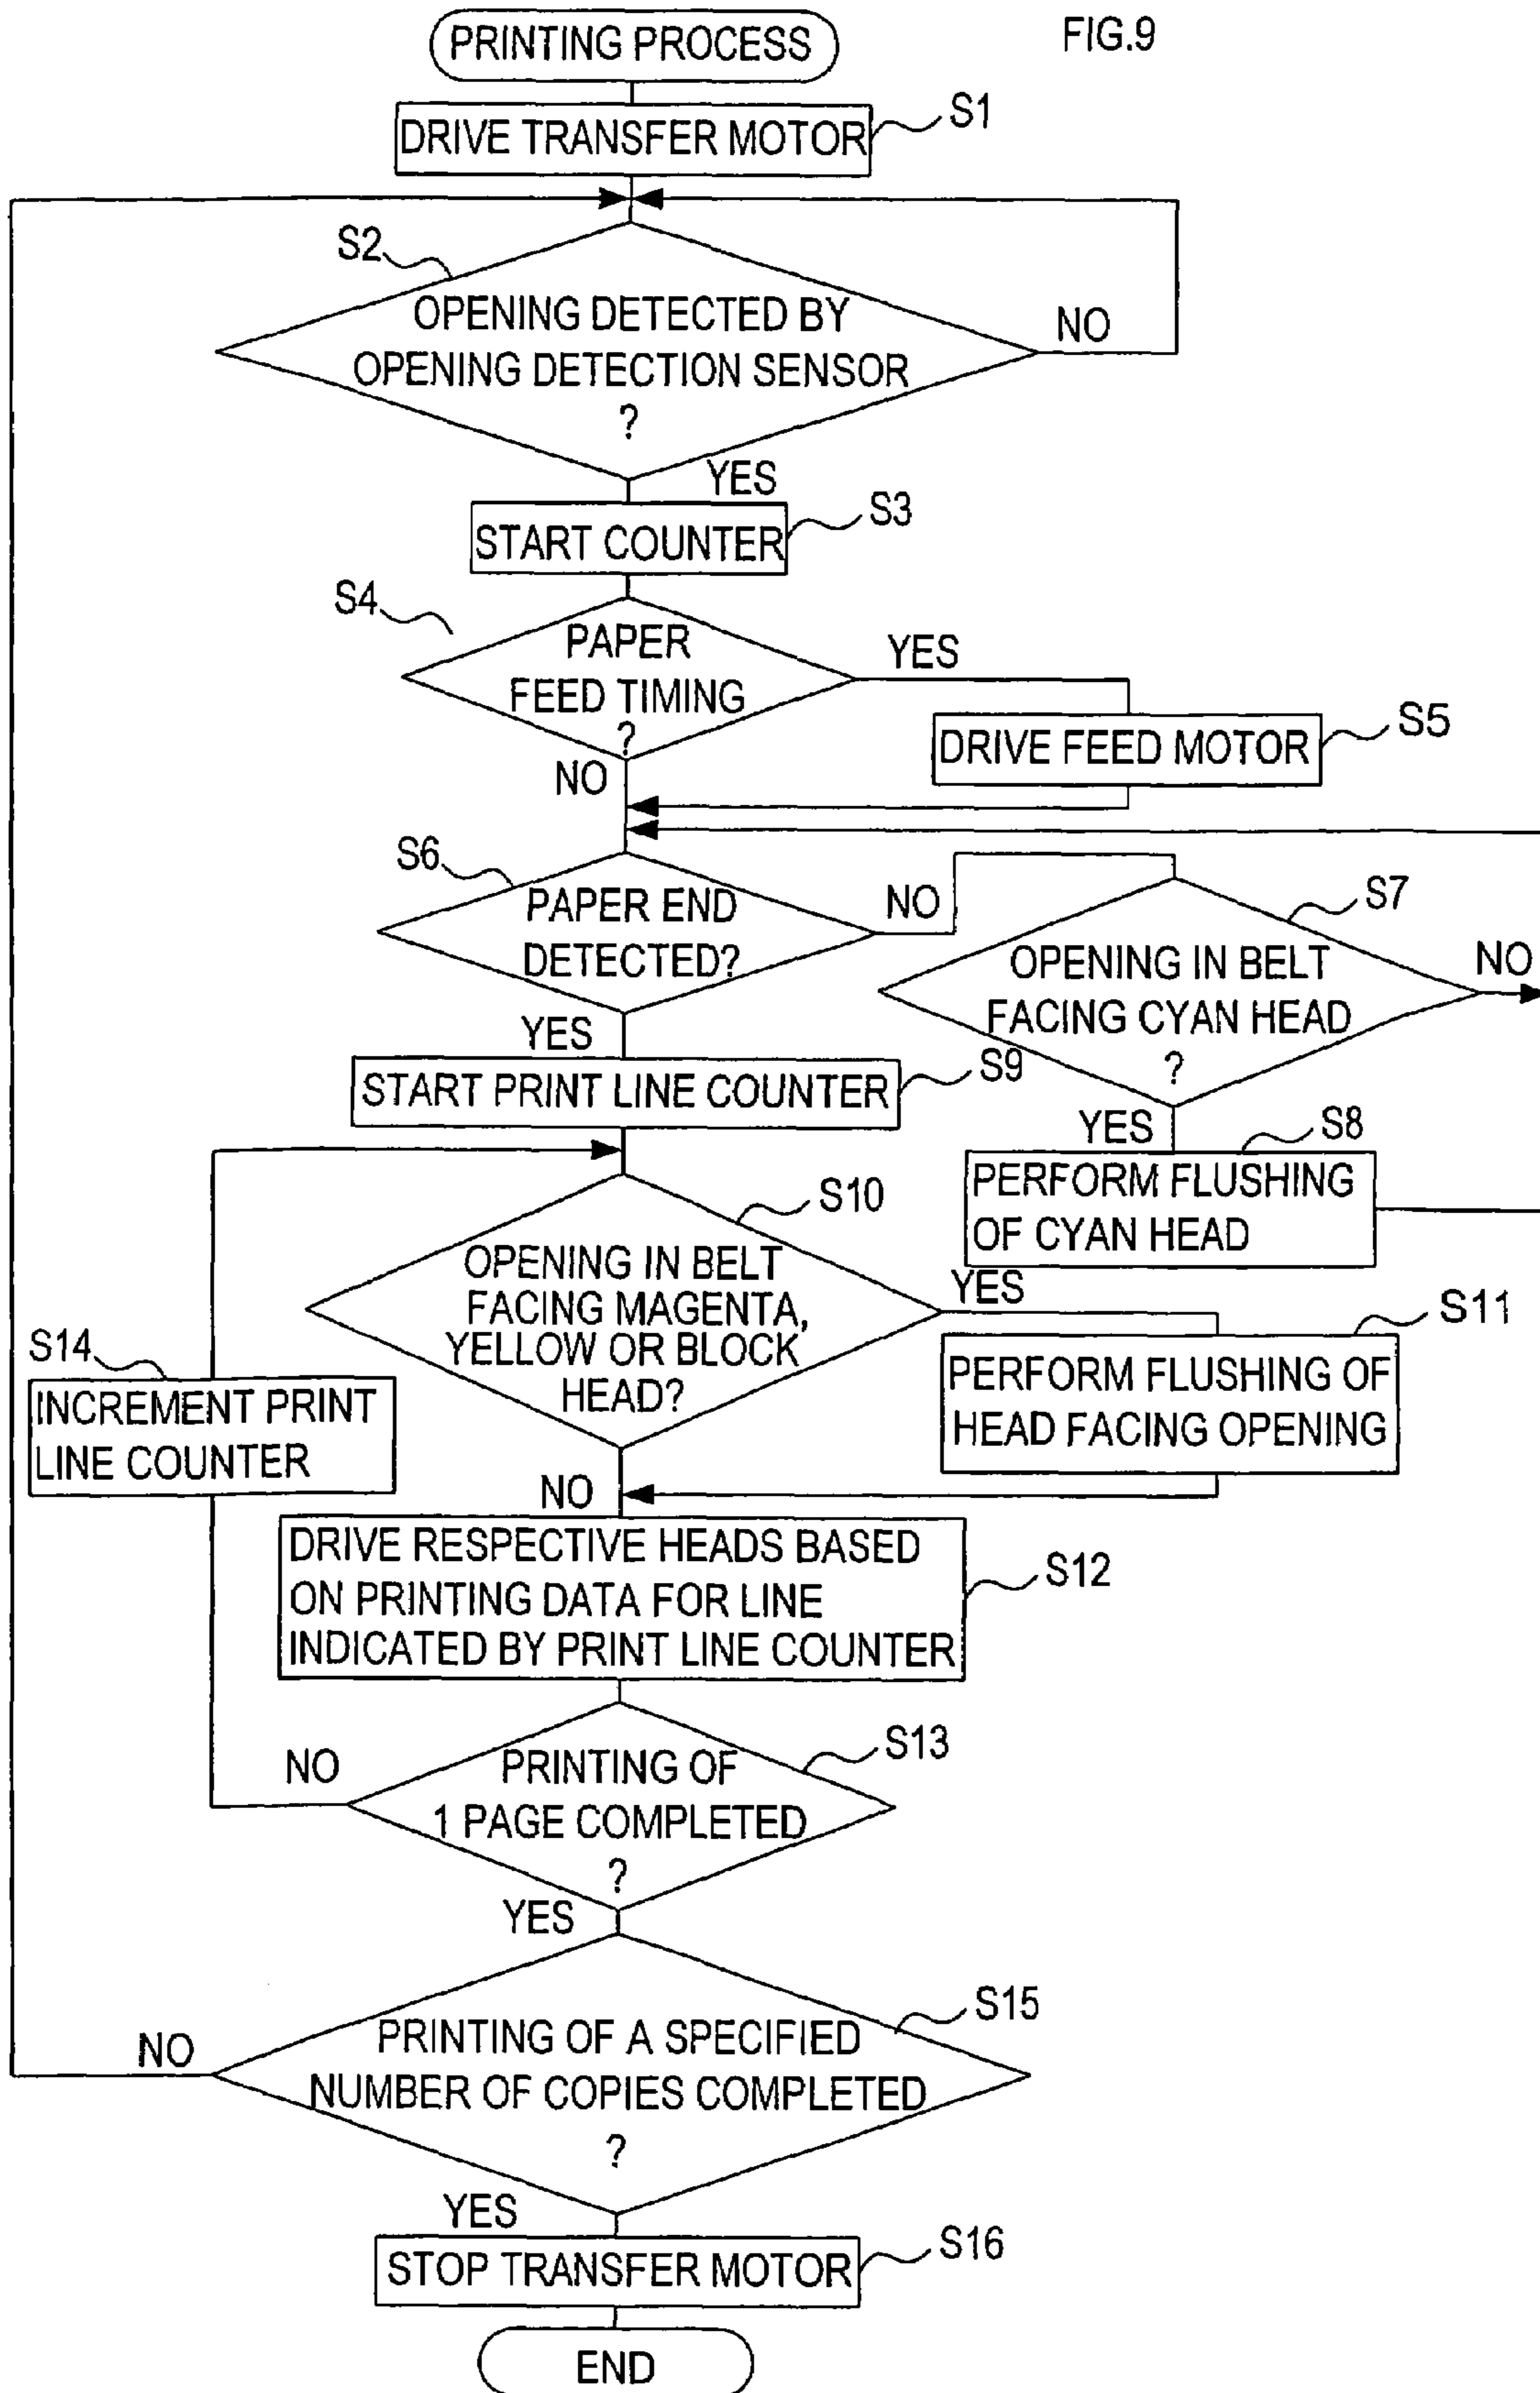 FIG.9
PRINTING PROCESS
DRIVE TRANSFER MOTOR
S1
S2
OPENING DETECTED BY
OPENING DETECTION SENSOR
?
NO
YES
START COUNTER
S3
S4
PAPER
FEED TIMING
?
YES
NO
DRIVE FEED MOTOR
S5
S6
PAPER END
DETECTED?
NO
YES
S7
OPENING IN BELT
FACING CYAN HEAD
?
NO
YES
S8
PERFORM FLUSHING
OF CYAN HEAD
START PRINT LINE COUNTER
S9
S10
OPENING IN BELT
FACING MAGENTA,
YELLOW OR BLOCK
HEAD?
YES
S11
PERFORM FLUSHING OF
HEAD FACING OPENING
S14
INCREMENT PRINT
LINE COUNTER
NO
DRIVE RESPECTIVE HEADS BASED
ON PRINTING DATA FOR LINE
INDICATED BY PRINT LINE COUNTER
S12
S13
PRINTING OF
1 PAGE COMPLETED
?
NO
YES
S15
PRINTING OF A SPECIFIED
NUMBER OF COPIES COMPLETED
?
NO
YES
STOP TRANSFER MOTOR
S16
END